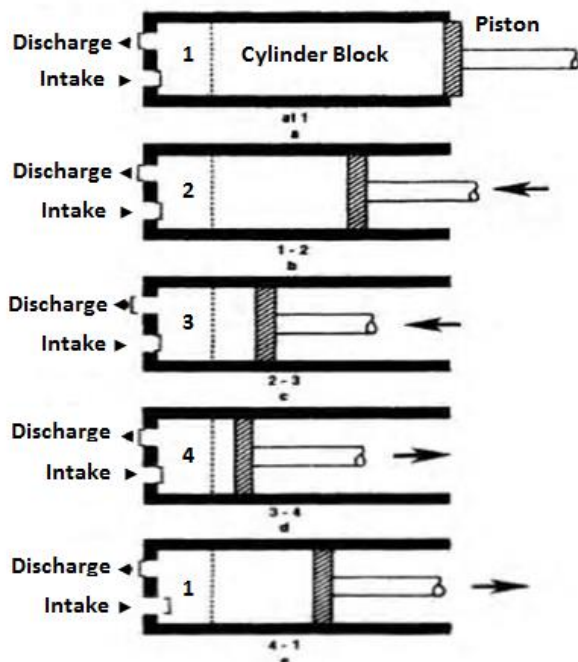 Piston
Discharge
1 Cylinder Block
Intake
at 1
a
Discharge
2
Intake
1 - 2
b
Discharge
3
Intake
2 - 3
c
Discharge
4
Intake
3 - 4
d
Discharge
1
Intake
4 - 1
e